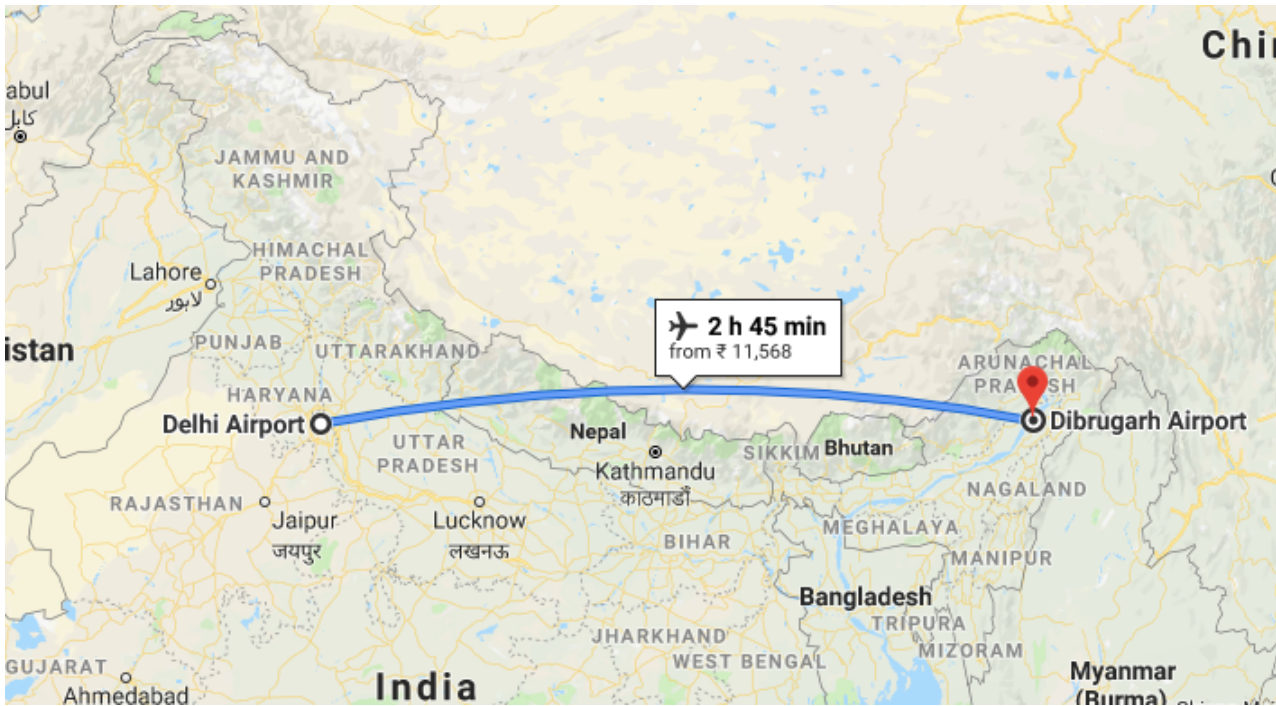 Chi
abul
کابل
JAMMU AND
KASHMIR
HIMACHAL
PRADESH
Lahore
لاہور
2 h 45 min
from ₹ 11,568
istan
PUNJAB
UTTARAKHAND
ARUNACHAL
PRADESH
HARYANA
Delhi Airport
Dibrugarh Airport
UTTAR
PRADESH
Nepal
SIKKIM
Bhutan
Kathmandu
काठमाडौं
RAJASTHAN
NAGALAND
Jaipur
जयपुर
Lucknow
लखनऊ
MEGHALAYA
BIHAR
MANIPUR
Bangladesh
TRIPURA
JHARKHAND
MIZORAM
WEST BENGAL
GUJARAT
Ahmedabad
India
Myanmar
(Burma)